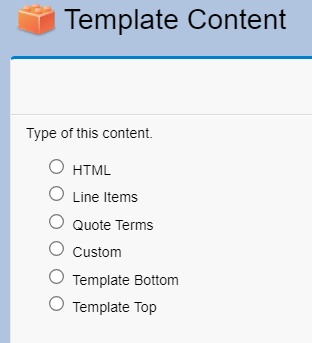 Template Content
Type of this content.
HTML
Line Items
Quote Terms
Custom
Template Bottom
Template Top